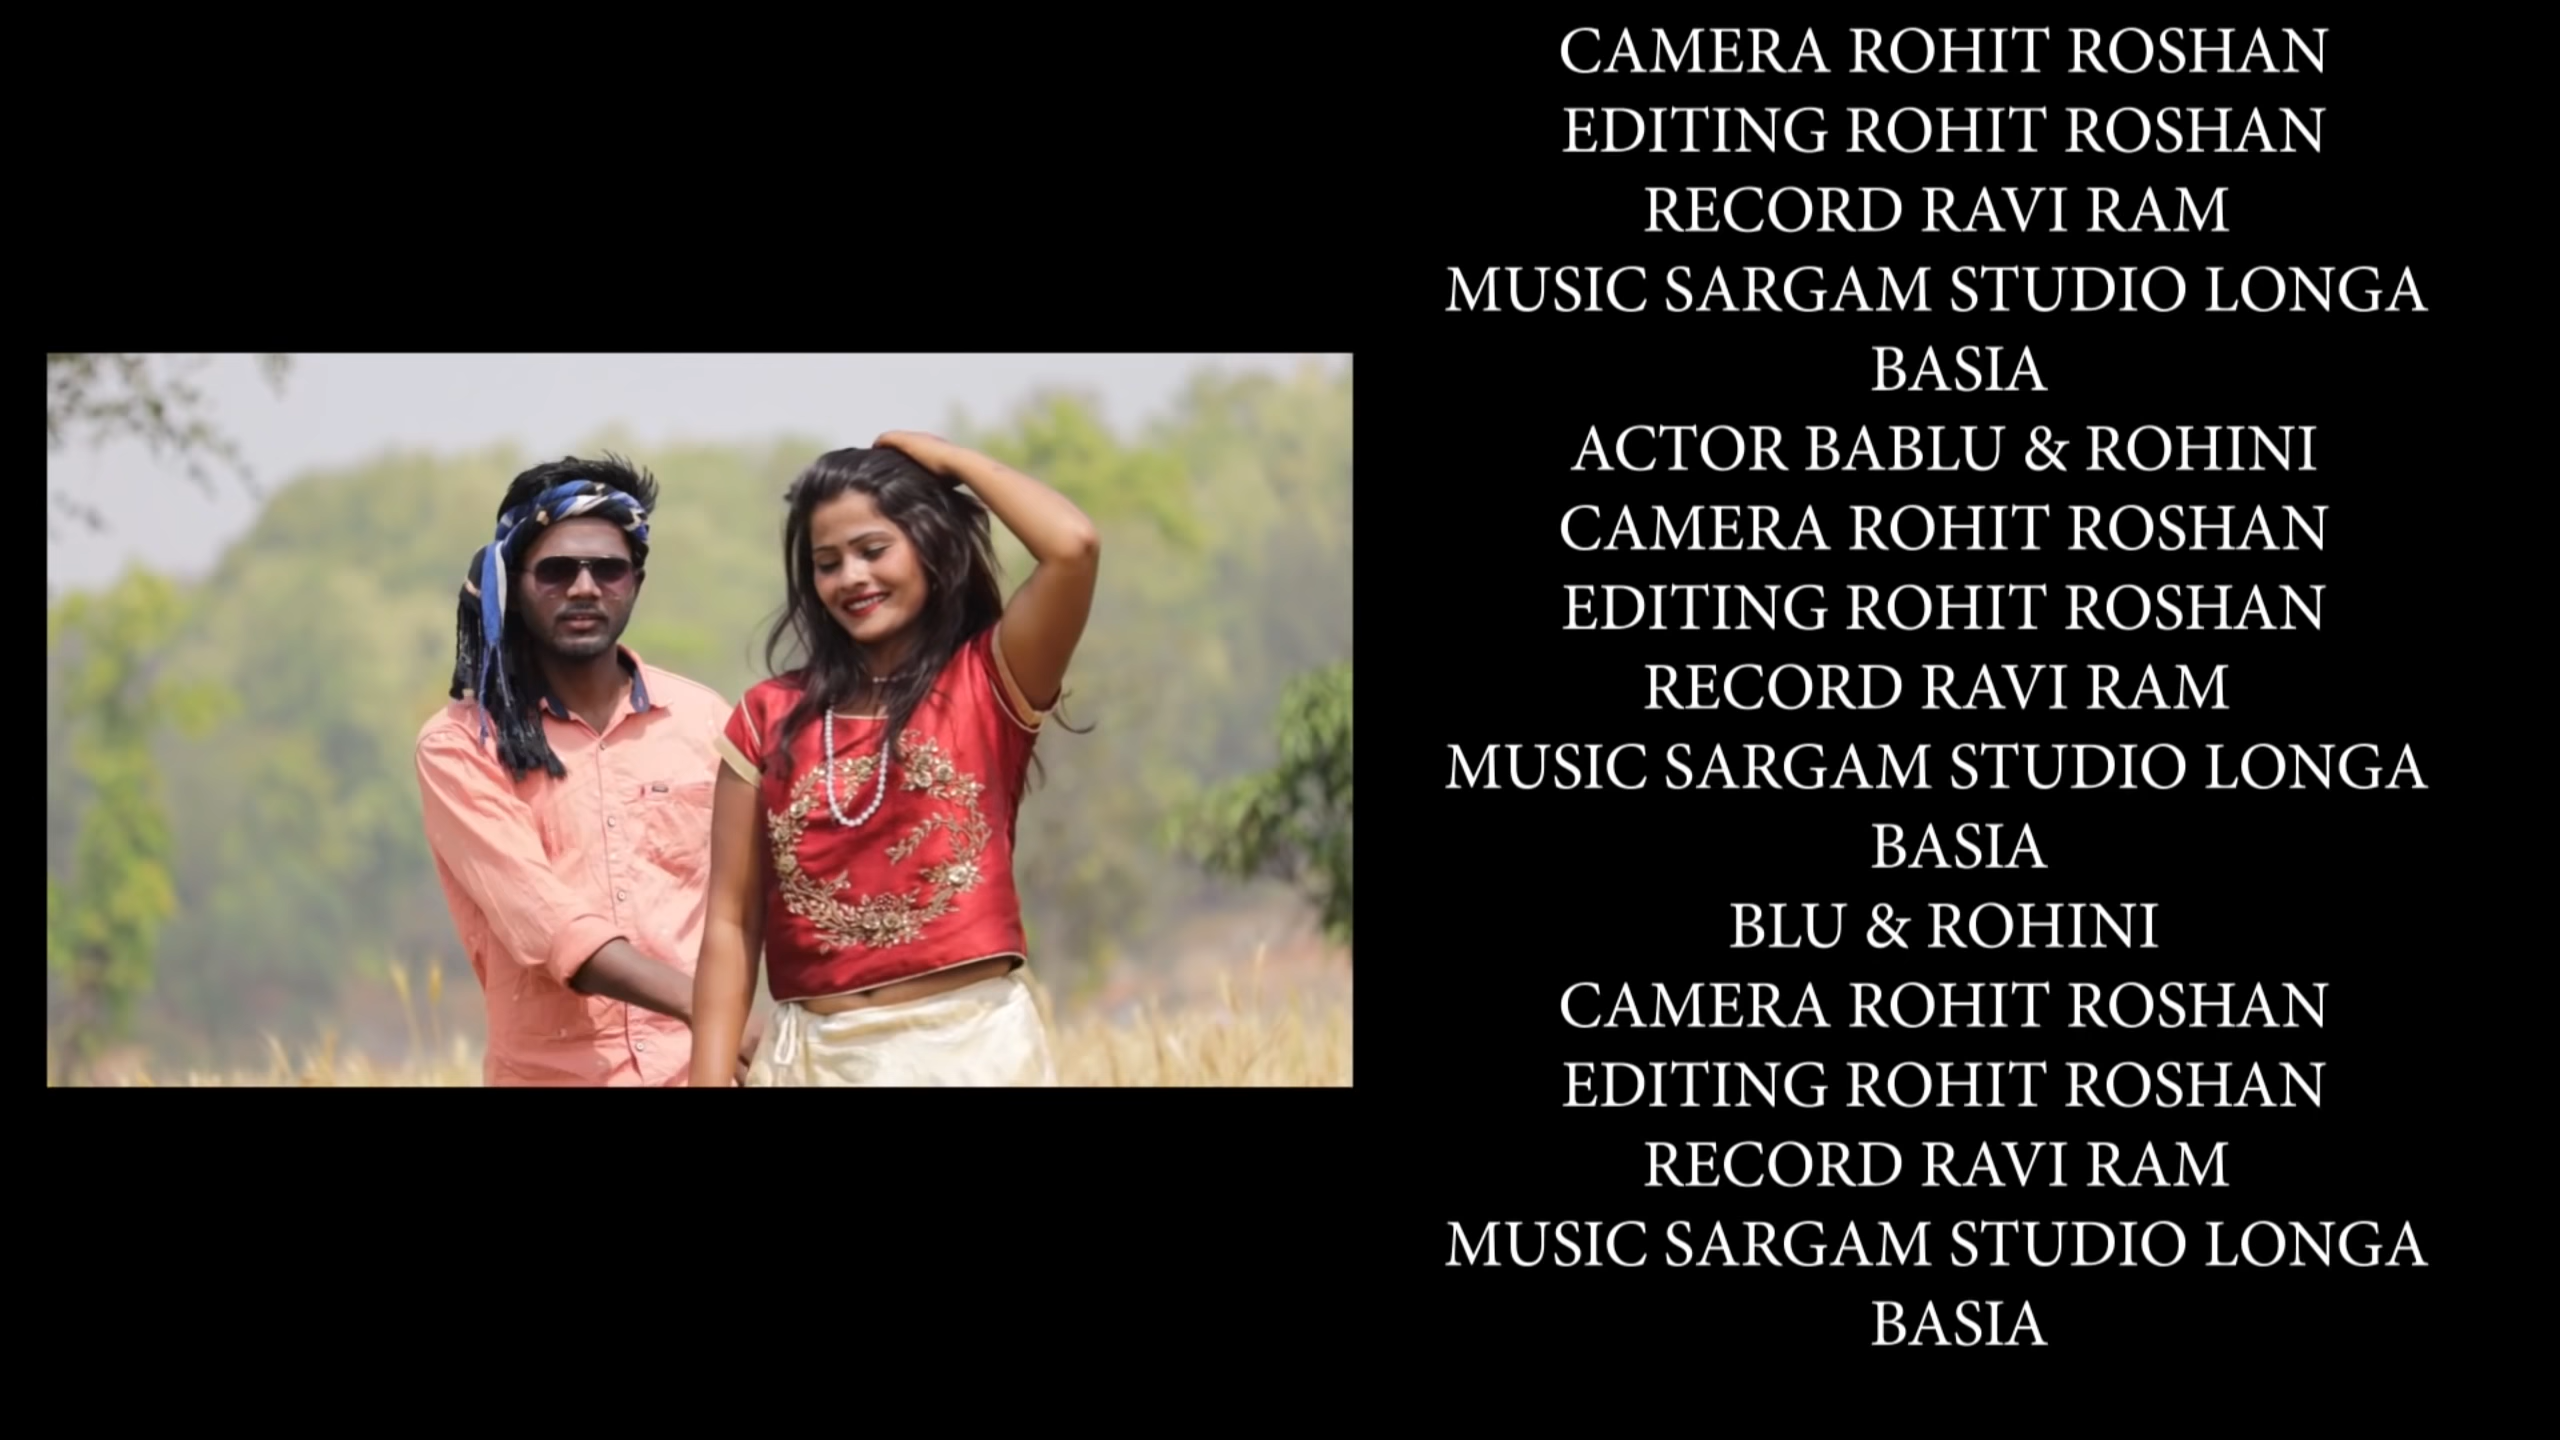 CAMERA ROHIT ROSHAN
EDITING ROHIT ROSHAN
RECORD RAVI RAM
MUSIC SARGAM STUDIO LONGA
BASIA
ACTOR BABLU & ROHINI
CAMERA ROHIT ROSHAN
EDITING ROHIT ROSHAN
RECORD RAVI RAM
MUSIC SARGAM STUDIO LONGA
BASIA
BLU & ROHINI
CAMERA ROHIT ROSHAN
EDITING ROHIT ROSHAN
RECORD RAVI RAM
MUSIC SARGAM STUDIO LONGA
BASIA